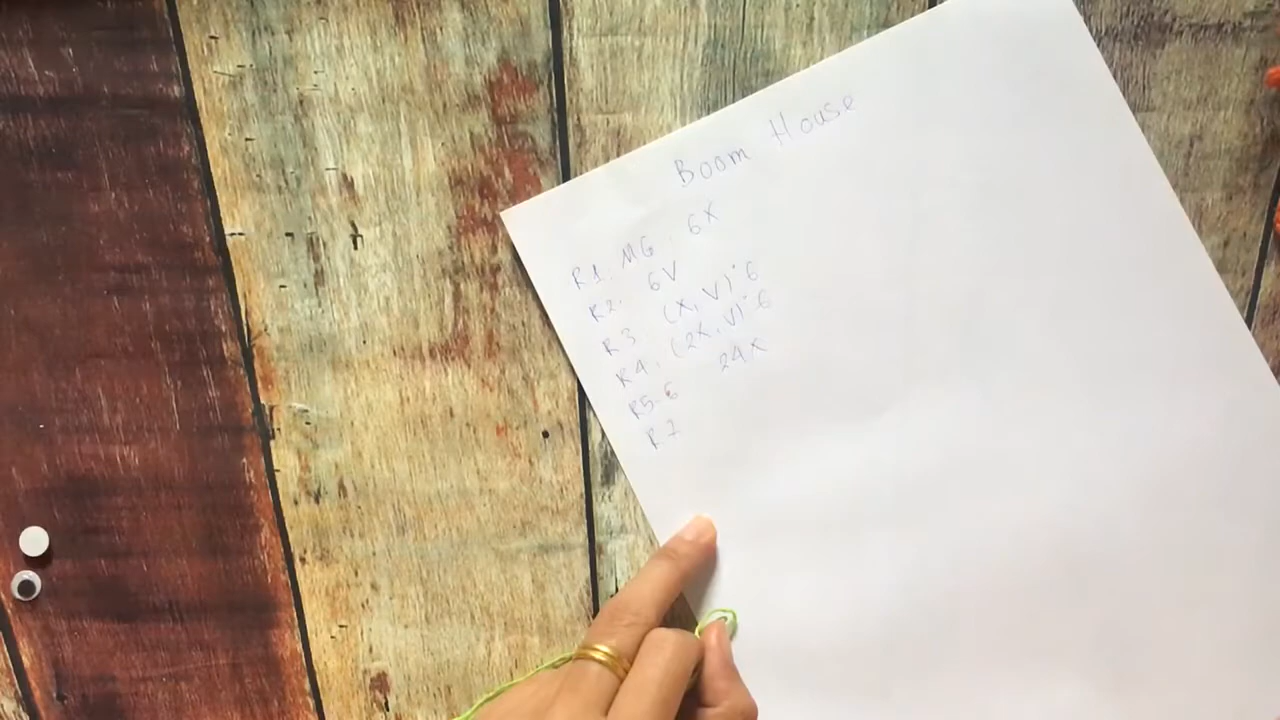 Boom House
R1. MG 6X
R2. 6V
R3 (X, V)*6
R4. (2X, V)*6
R5-6 24X
R7